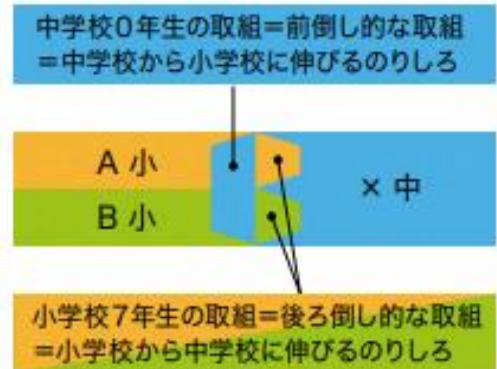 中学校0年生の取組=前倒し的な取組
=中学校から小学校に伸びるのりしろ
A 小
B 小
× 中
小学校7年生の取組=後ろ倒し的な取組
=小学校から中学校に伸びるのりしろ